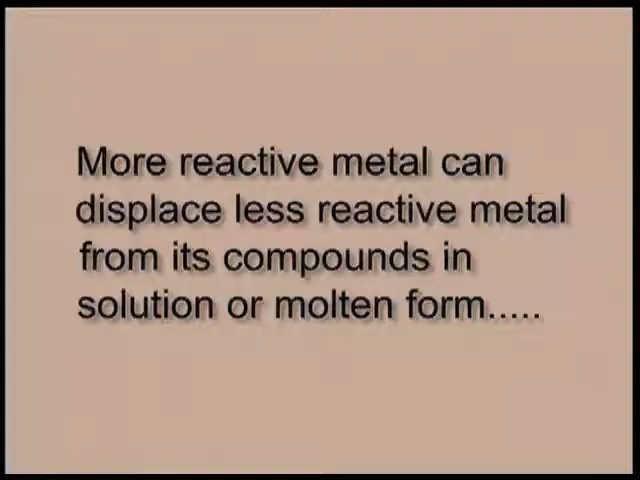 More reactive metal can
displace less reactive metal
from its compounds in
solution or molten form.....